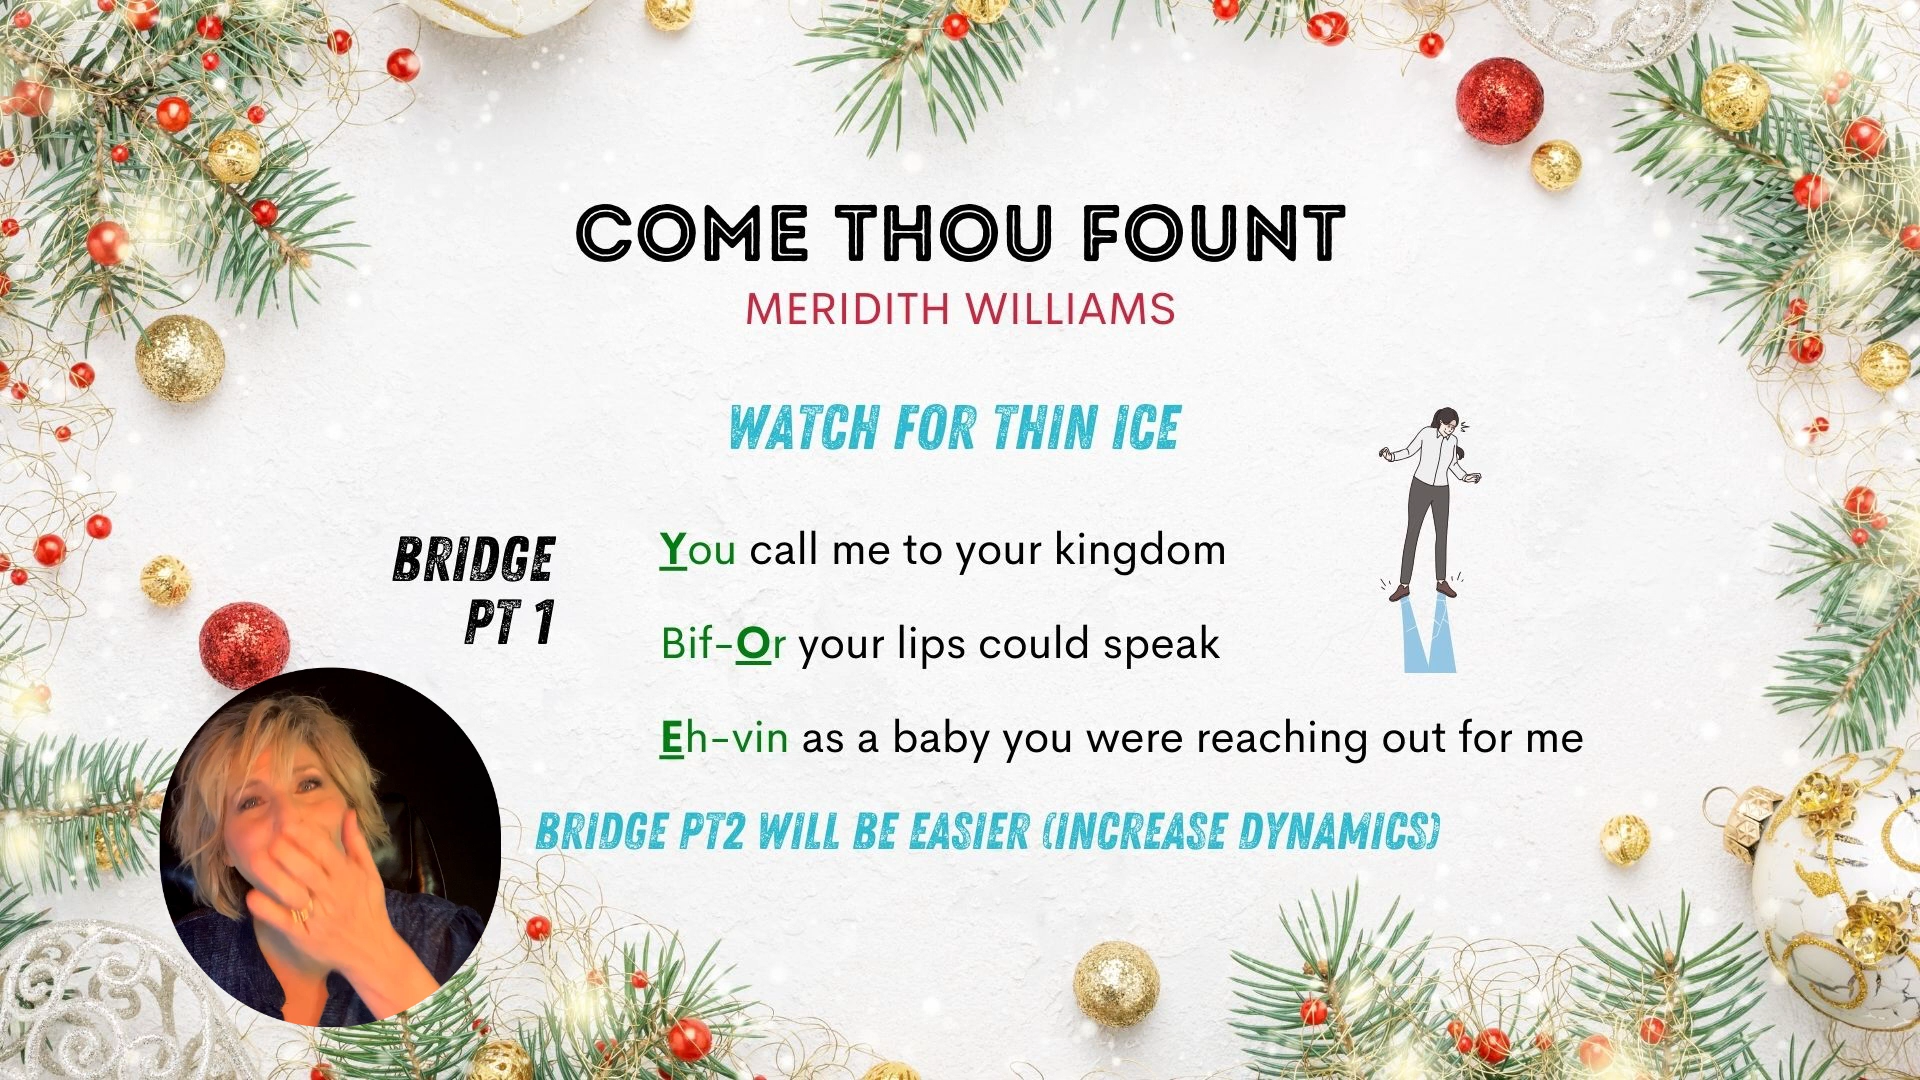 COME THOU FOUNT
MERIDITH WILLIAMS
WATCH FOR THIN ICE
BRIDGE
PT 1
You call me to your kingdom
Bif-Or your lips could speak
Eh-vin as a baby you were reaching out for me
BRIDGE PT2 WILL BE EASIER (INCREASE DYNAMICS)